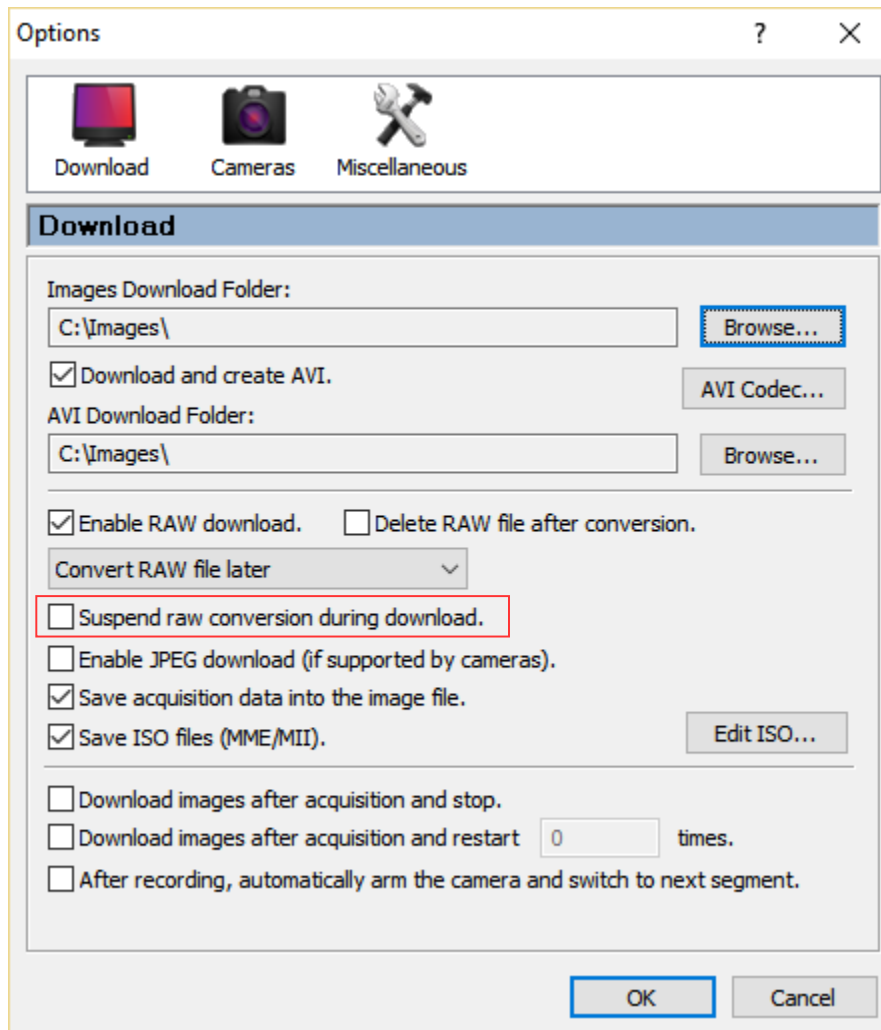 Options ?
Download Cameras Miscellaneous
Download
Images Download Folder:
C:\Images\ Browse...
Download and create AVI.
AVI Codec...
AVI Download Folder:
C:\Images\ Browse...
Enable RAW download. Delete RAW file after conversion.
Convert RAW file later
Suspend raw conversion during download.
Enable JPEG download (if supported by cameras).
Save acquisition data into the image file.
Save ISO files (MME/MII). Edit ISO...
Download images after acquisition and stop.
Download images after acquisition and restart 0 times.
After recording, automatically arm the camera and switch to next segment.
OK Cancel